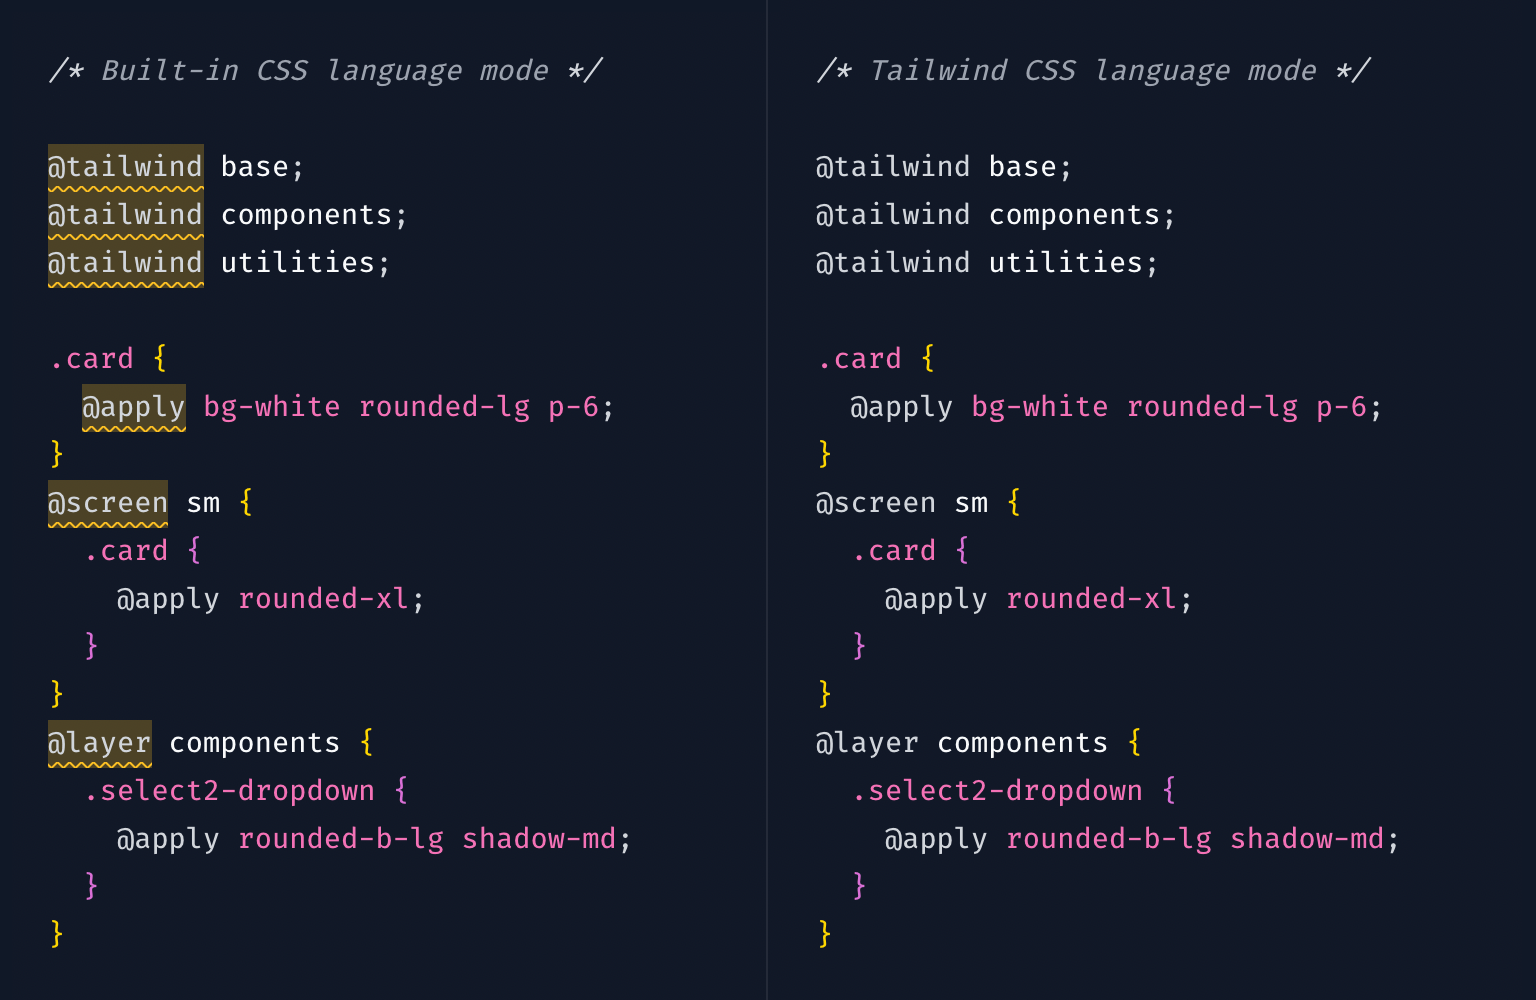 /* Built-in CSS language mode */
@tailwind base;
@tailwind components;
@tailwind utilities;
.card {
  @apply bg-white rounded-lg p-6;
}
@screen sm {
  .card {
    @apply rounded-xl;
  }
}
@layer components {
  .select2-dropdown {
    @apply rounded-b-lg shadow-md;
  }
}
/* Tailwind CSS language mode */
@tailwind base;
@tailwind components;
@tailwind utilities;
.card {
  @apply bg-white rounded-lg p-6;
}
@screen sm {
  .card {
    @apply rounded-xl;
  }
}
@layer components {
  .select2-dropdown {
    @apply rounded-b-lg shadow-md;
  }
}